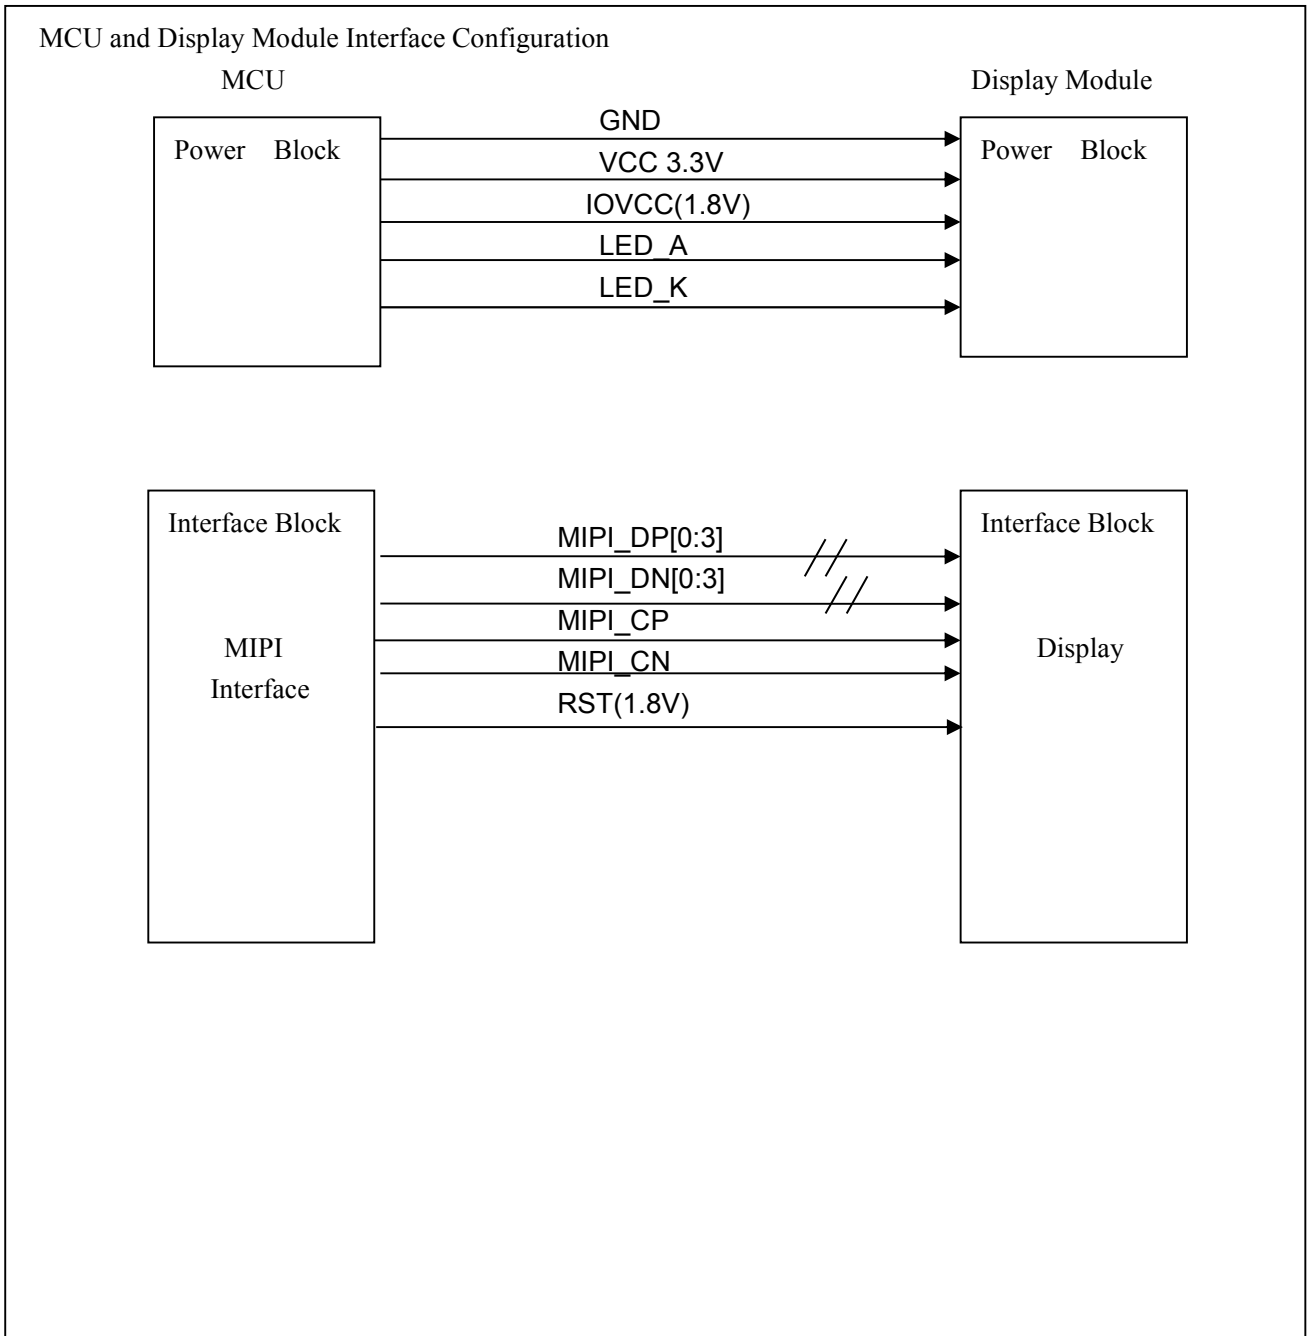 MCU and Display Module Interface Configuration
MCU
Display Module
Power Block
GND
VCC 3.3V
IOVCC(1.8V)
LED_A
LED_K
Power Block
Interface Block
MIPI
Interface
MIPI_DP[0:3]
MIPI_DN[0:3]
MIPI_CP
MIPI_CN
RST(1.8V)
Interface Block
Display